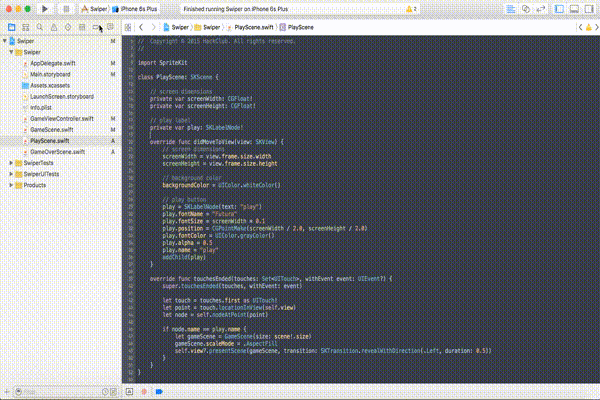 Swiper
iPhone 6s Plus
Finished running Swiper on iPhone 6s Plus
2
Swiper
Swiper
PlayScene.swift
PlayScene
Swiper
Swiper
AppDelegate.swift
M
Main.storyboard
M
Assets.xcassets
LaunchScreen.storyboard
Info.plist
GameViewController.swift
M
GameScene.swift
M
PlayScene.swift
A
GameOverScene.swift
A
SwiperTests
SwiperUITests
Products
// Copyright © 2015 HackClub. All rights reserved.
//
import SpriteKit
class PlayScene: SKScene {
// screen dimensions
private var screenWidth: CGFloat!
private var screenHeight: CGFloat!
// play label
private var play: SKLabelNode!
override func didMoveToView(view: SKView) {
// screen dimensions
screenWidth = view.frame.size.width
screenHeight = view.frame.size.height
// background color
backgroundColor = UIColor.whiteColor()
// play button
play = SKLabelNode(text: "play")
play.fontName = "Futura"
play.fontSize = screenWidth * 0.1
play.position = CGPointMake(screenWidth / 2.0, screenHeight / 2.0)
play.fontColor = UIColor.grayColor()
play.alpha = 0.5
play.name = "play"
addChild(play)
}
override func touchesEnded(touches: Set<UITouch>, withEvent event: UIEvent?) {
super.touchesEnded(touches, withEvent: event)
let touch = touches.first as UITouch!
let point = touch.locationInView(self.view)
let node = self.nodeAtPoint(point)
if node.name == play.name {
let gameScene = GameScene(size: scene!.size)
gameScene.scaleMode = .AspectFill
self.view?.presentScene(gameScene, transition: SKTransition.revealWithDirection(.Left, duration: 0.5))
}
}
}